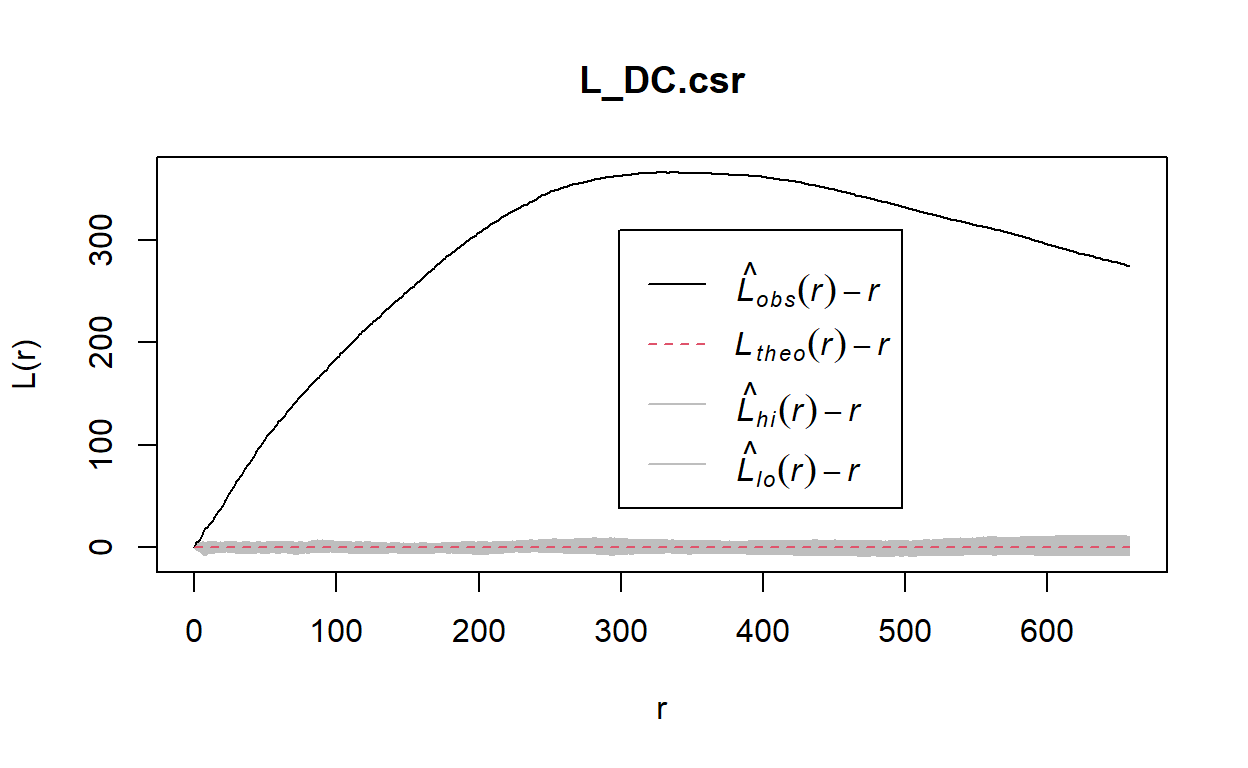 L_DC.csr
L(r)
300
200
100
0
L̂obs(r) − r
Ltheo(r) − r
L̂hi(r) − r
L̂lo(r) − r
0 100 200 300 400 500 600
r